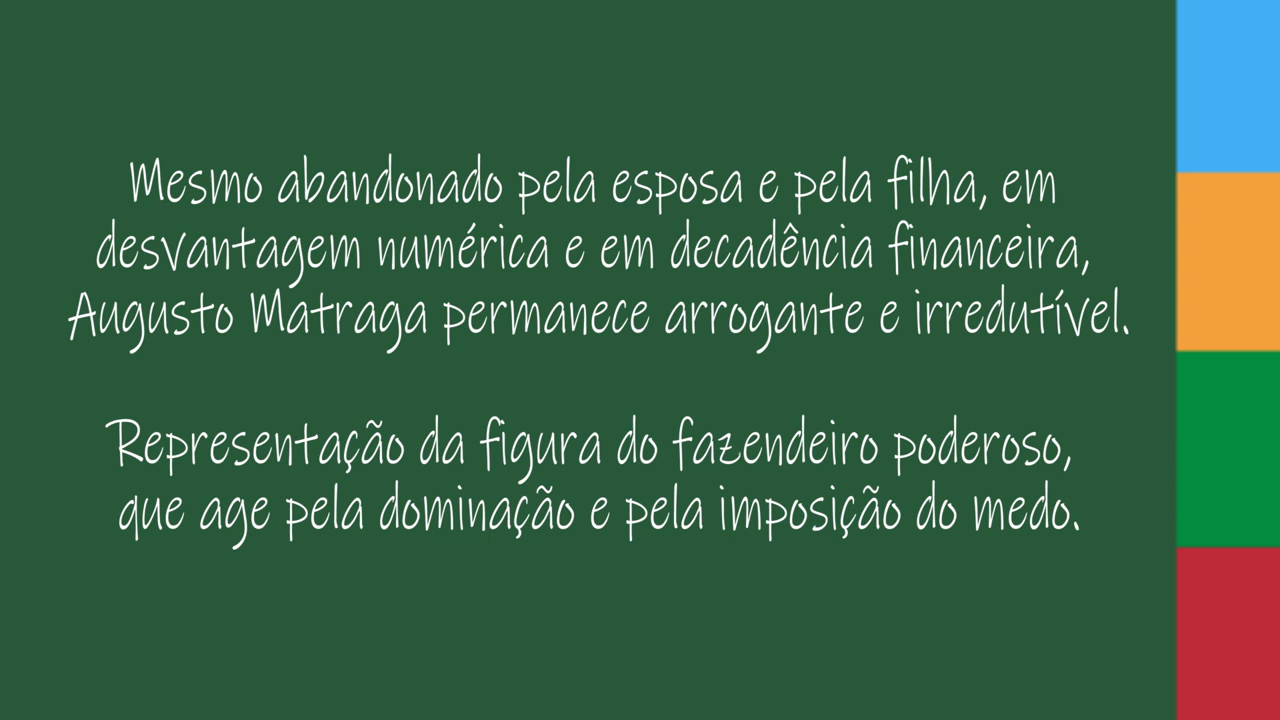 Mesmo abandonado pela esposa e pela filha, em
desvantagem numérica e em decadência financeira,
Augusto Matraga permanece arrogante e irredutível.
Representação da figura do fazendeiro poderoso,
que age pela dominação e pela imposição do medo.